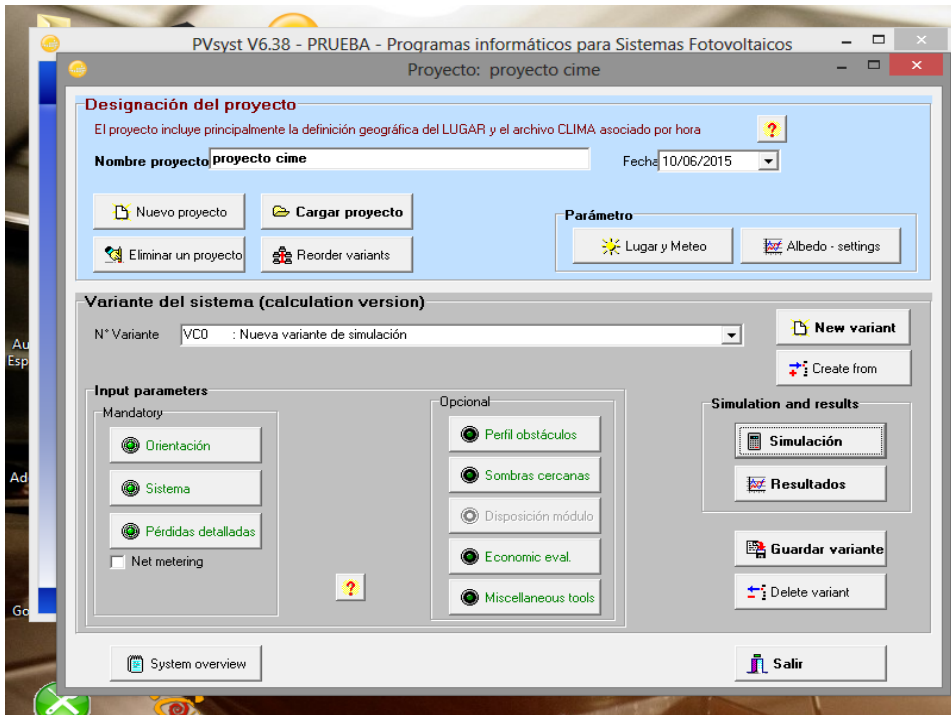 PVsyst V6.38 - PRUEBA - Programas informáticos para Sistemas Fotovoltaicos
Proyecto: proyecto cime
Designación del proyecto
El proyecto incluye principalmente la definición geográfica del LUGAR y el archivo CLIMA asociado por hora
?
Nombre proyecto proyecto cime Fecha 10/06/2015
Nuevo proyecto Cargar proyecto
Parámetro
Eliminar un proyecto Reorder variants Lugar y Meteo Albedo - settings
Variante del sistema (calculation version)
N° Variante VC0 : Nueva variante de simulación
New variant
Create from
Input parameters
Mandatory
Orientación
Sistema
Pérdidas detalladas
Net metering
?
Opcional
Perfil obstáculos
Sombras cercanas
Disposición módulo
Economic eval.
Miscellaneous tools
Simulation and results
Simulación
Resultados
Guardar variante
Delete variant
System overview
Salir
Au
Esp
Ad
Go